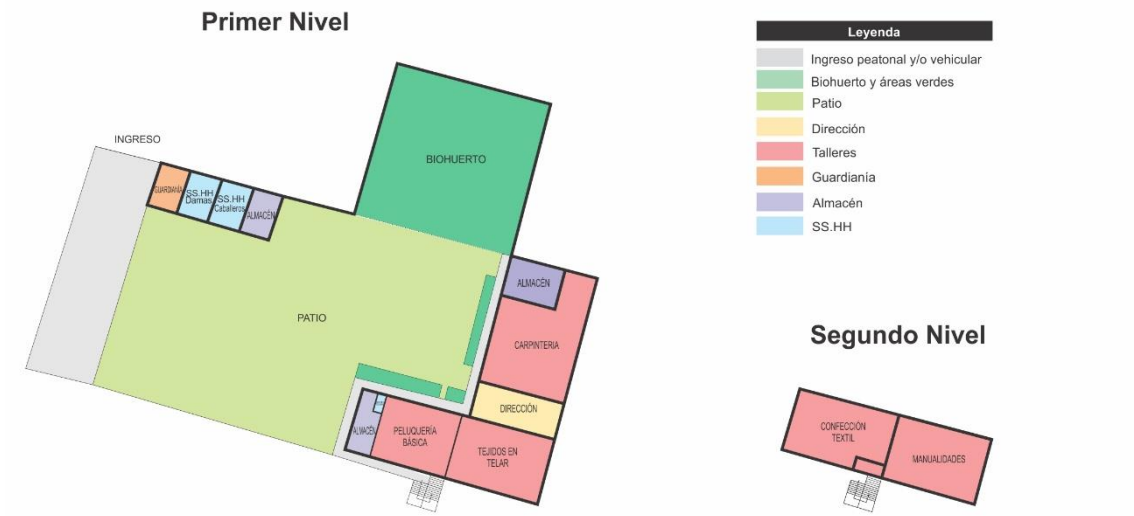 Primer Nivel
Leyenda
Ingreso peatonal y/o vehicular
Biohuerto y áreas verdes
Patio
Dirección
Talleres
Guardianía
Almacén
SS.HH
INGRESO
BIOHUERTO
GUARDIANÍA
SS.HH
Damas
SS.HH
Caballeros
ALMACÉN
PATIO
ALMACÉN
CARPINTERIA
DIRECCIÓN
ALMACÉN
PELUQUERÍA
BÁSICA
TEJIDOS EN
TELAR
Segundo Nivel
CONFECCIÓN
TEXTIL
MANUALIDADES